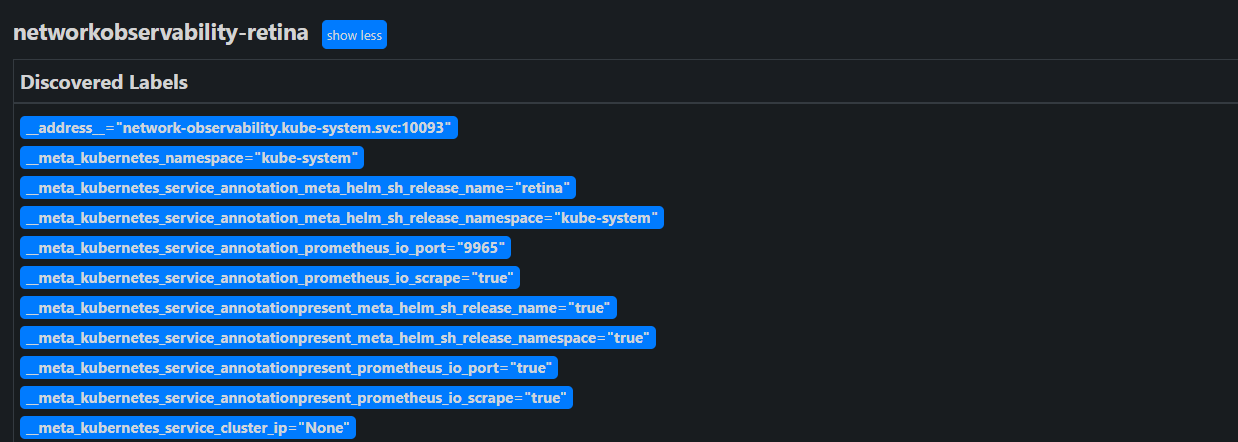 networkobservability-retina show less
Discovered Labels
__address__="network-observability.kube-system.svc:10093"
__meta_kubernetes_namespace="kube-system"
__meta_kubernetes_service_annotation_meta_helm_sh_release_name="retina"
__meta_kubernetes_service_annotation_meta_helm_sh_release_namespace="kube-system"
__meta_kubernetes_service_annotation_prometheus_io_port="9965"
__meta_kubernetes_service_annotation_prometheus_io_scrape="true"
__meta_kubernetes_service_annotationpresent_meta_helm_sh_release_name="true"
__meta_kubernetes_service_annotationpresent_meta_helm_sh_release_namespace="true"
__meta_kubernetes_service_annotationpresent_prometheus_io_port="true"
__meta_kubernetes_service_annotationpresent_prometheus_io_scrape="true"
__meta_kubernetes_service_cluster_ip="None"